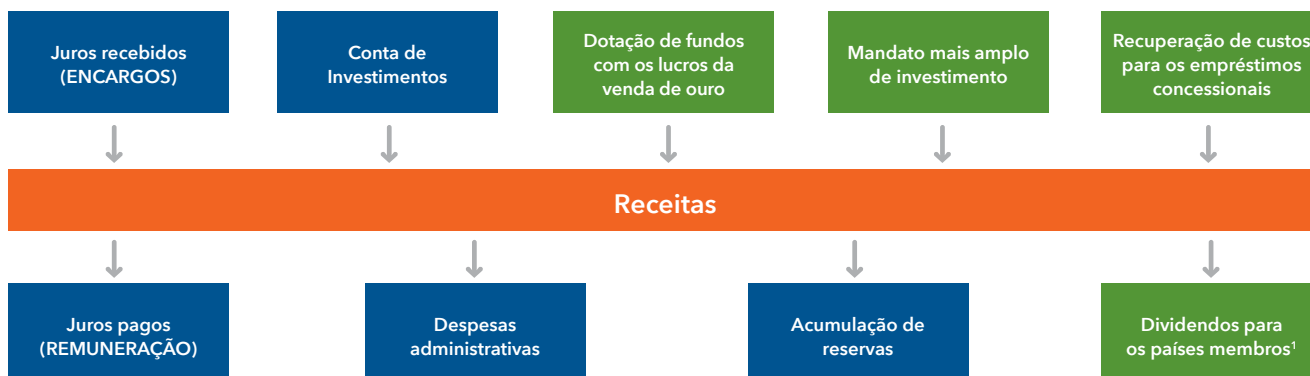 Juros recebidos
(ENCARGOS)
Conta de
Investimentos
Dotação de fundos
com os lucros da
venda de ouro
Mandato mais amplo
de investimento
Recuperação de custos
para os empréstimos
concessionais
Receitas
Juros pagos
(REMUNERAÇÃO)
Despesas
administrativas
Acumulação de
reservas
Dividendos para
os países membros¹